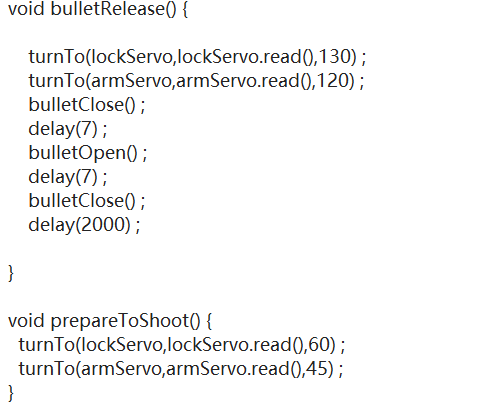 void bulletRelease() {
turnTo(lockServo,lockServo.read(),130) ;
turnTo(armServo,armServo.read(),120) ;
bulletClose() ;
delay(7) ;
bulletOpen() ;
delay(7) ;
bulletClose() ;
delay(2000) ;
}
void prepareToShoot() {
turnTo(lockServo,lockServo.read(),60) ;
turnTo(armServo,armServo.read(),45) ;
}